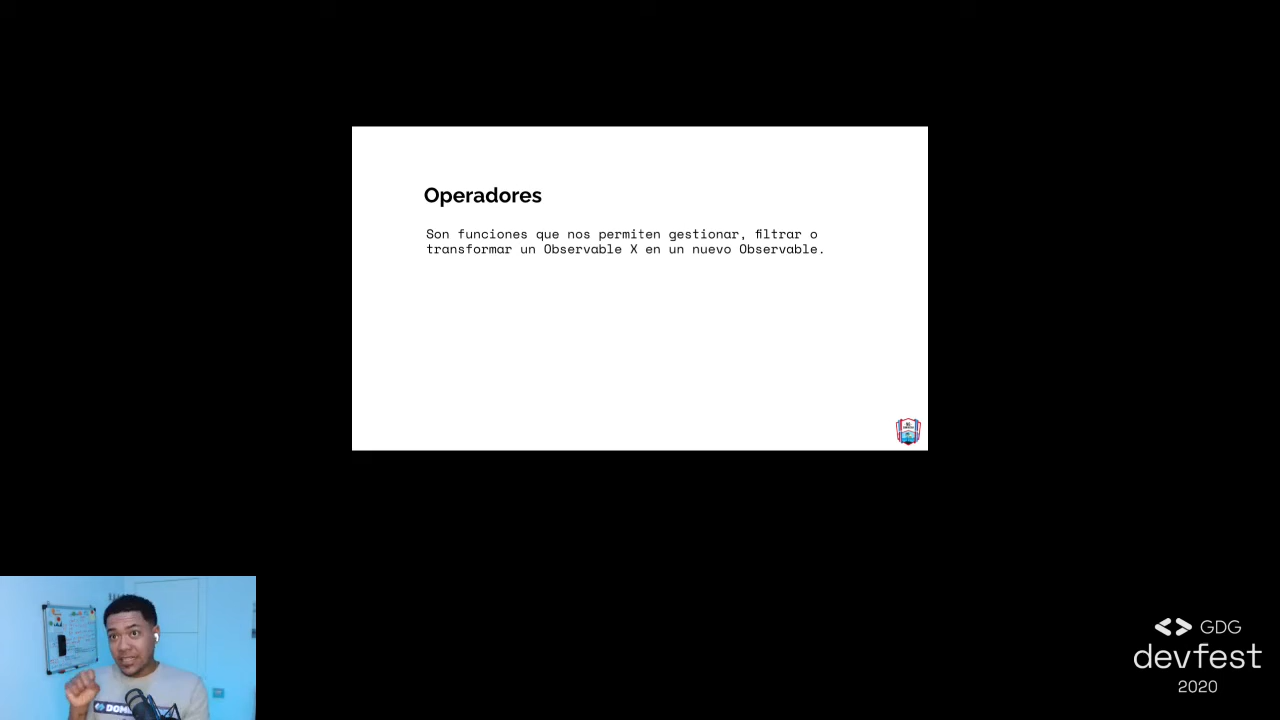 Operadores
Son funciones que nos permiten gestionar, filtrar o
transformar un Observable X en un nuevo Observable.
GDG
devfest
2020